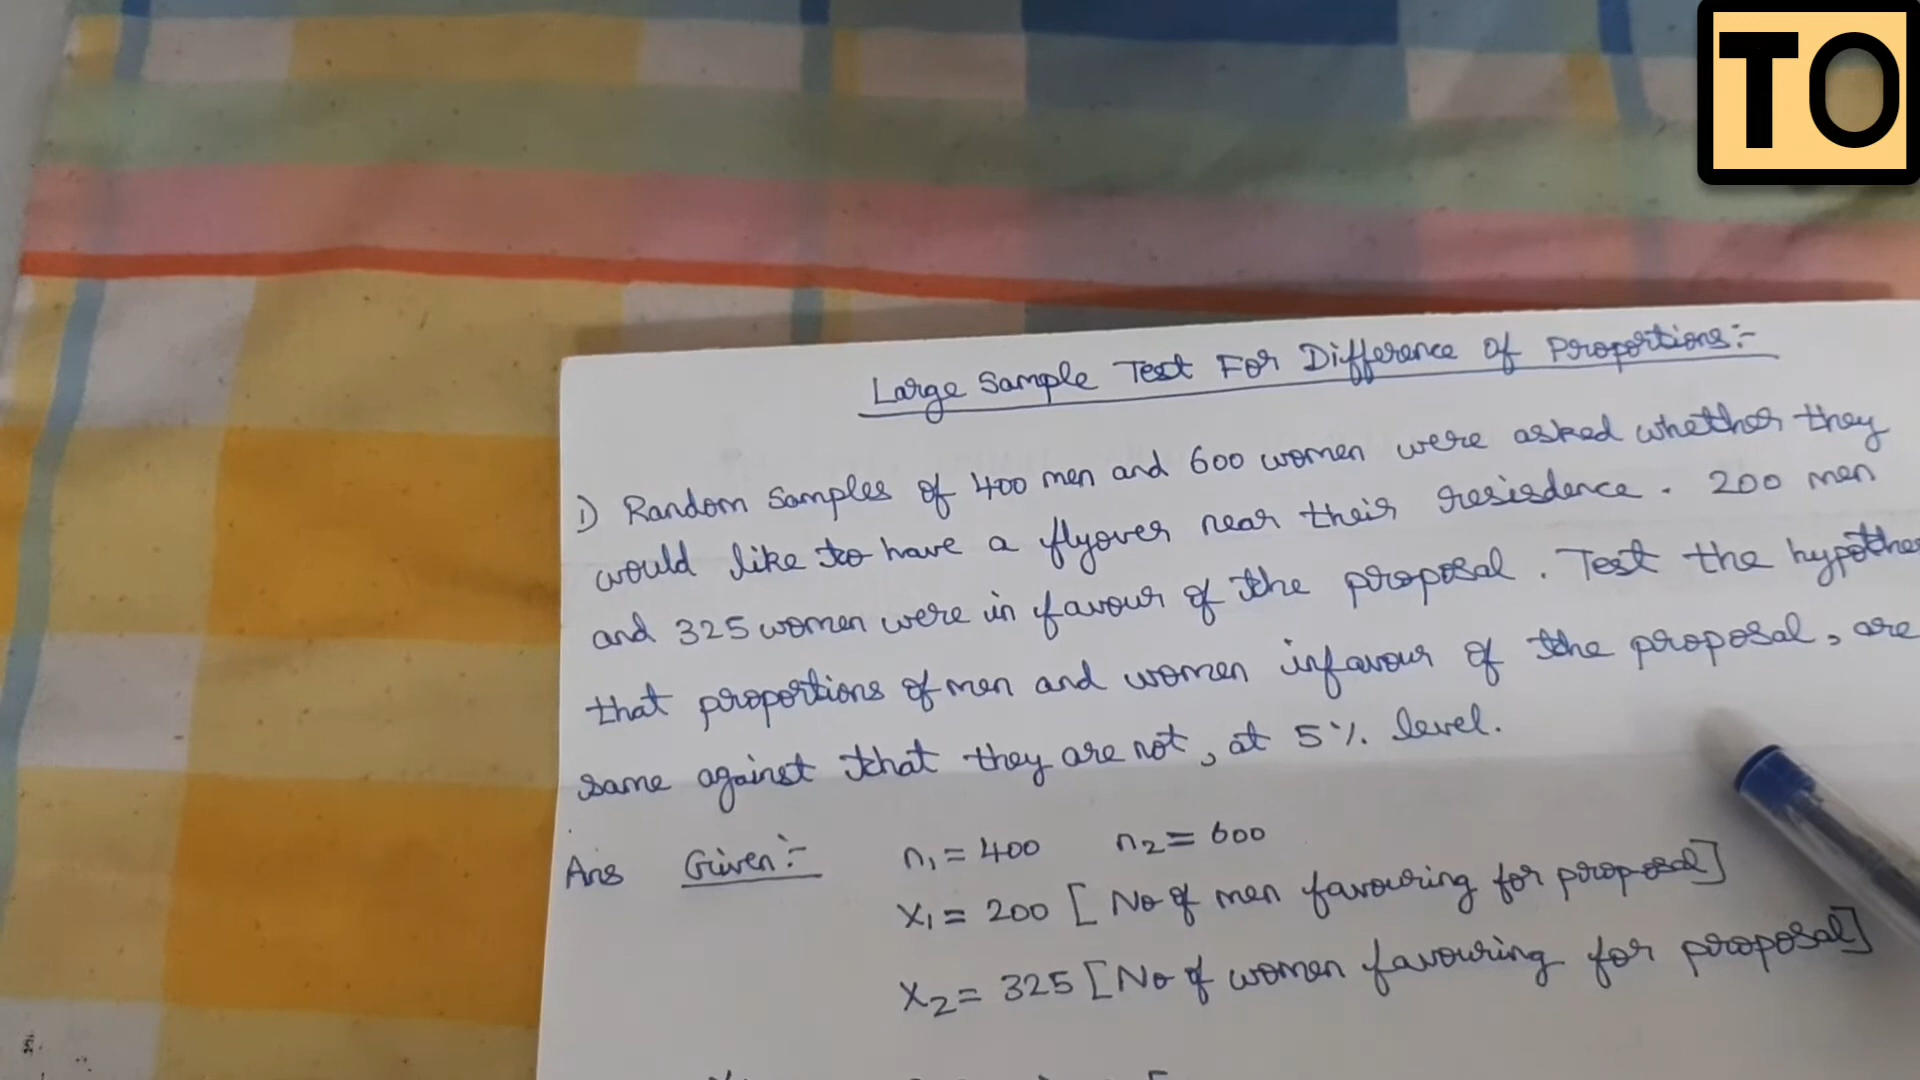 TO
Large Sample Test For Difference Of Proportions:-
1) Random Samples of 400 men and 600 women were asked whether they
would like to have a flyover near their resisdence. 200 men
and 325 women were in favour of the proposal. Test the
that proportions of men and women infavour of the proposal, are
same against that they are not, at 5% level.
Ans Given:- n1 = 400 n2 = 600
X1 = 200 [No of men favouring for proposal]
X2 = 325 [No of women favouring for proposal]